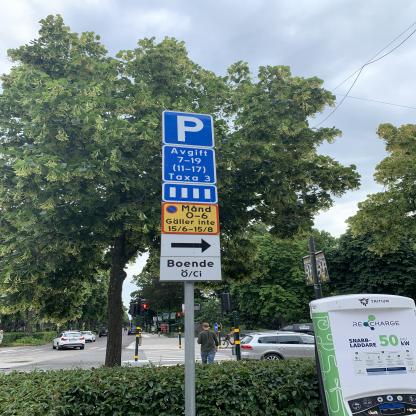 P
Avgift
7-19
(11-17)
Taxa 3
Månd
0-6
Gäller inte
15/6-15/8
Boende
Ö/Ci
TRITIUM
RECHARGE
SNABB-
LADDARE 50 kW